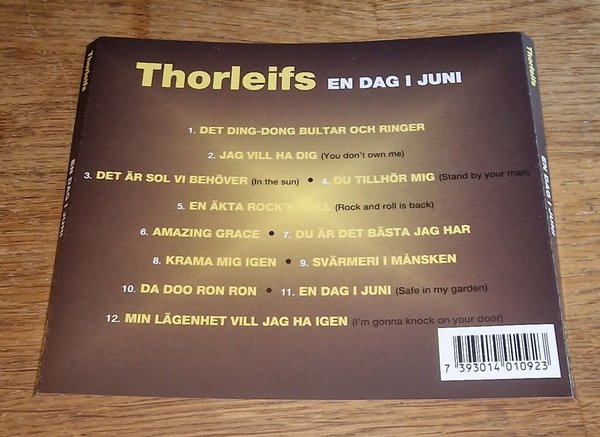 Thorleifs EN DAG I JUNI
1. DET DING-DONG BULTAR OCH RINGER
2. JAG VILL HA DIG (You don't own me)
3. DET ÄR SOL VI BEHÖVER (In the sun) • 4. DU TILLHÖR MIG (Stand by your man)
5. EN ÄKTA ROCK'N'ROLL (Rock and roll is back)
6. AMAZING GRACE • 7. DU ÄR DET BÄSTA JAG HAR
8. KRAMA MIG IGEN • 9. SVÄRMERI I MÅNSKEN
10. DA DOO RON RON • 11. EN DAG I JUNI (Safe in my garden)
12. MIN LÄGENHET VILL JAG HA IGEN (I'm gonna knock on your door)
7 393014 010923
Thorleifs EN DAG I JUNI
Thorleifs EN DAG I JUNI